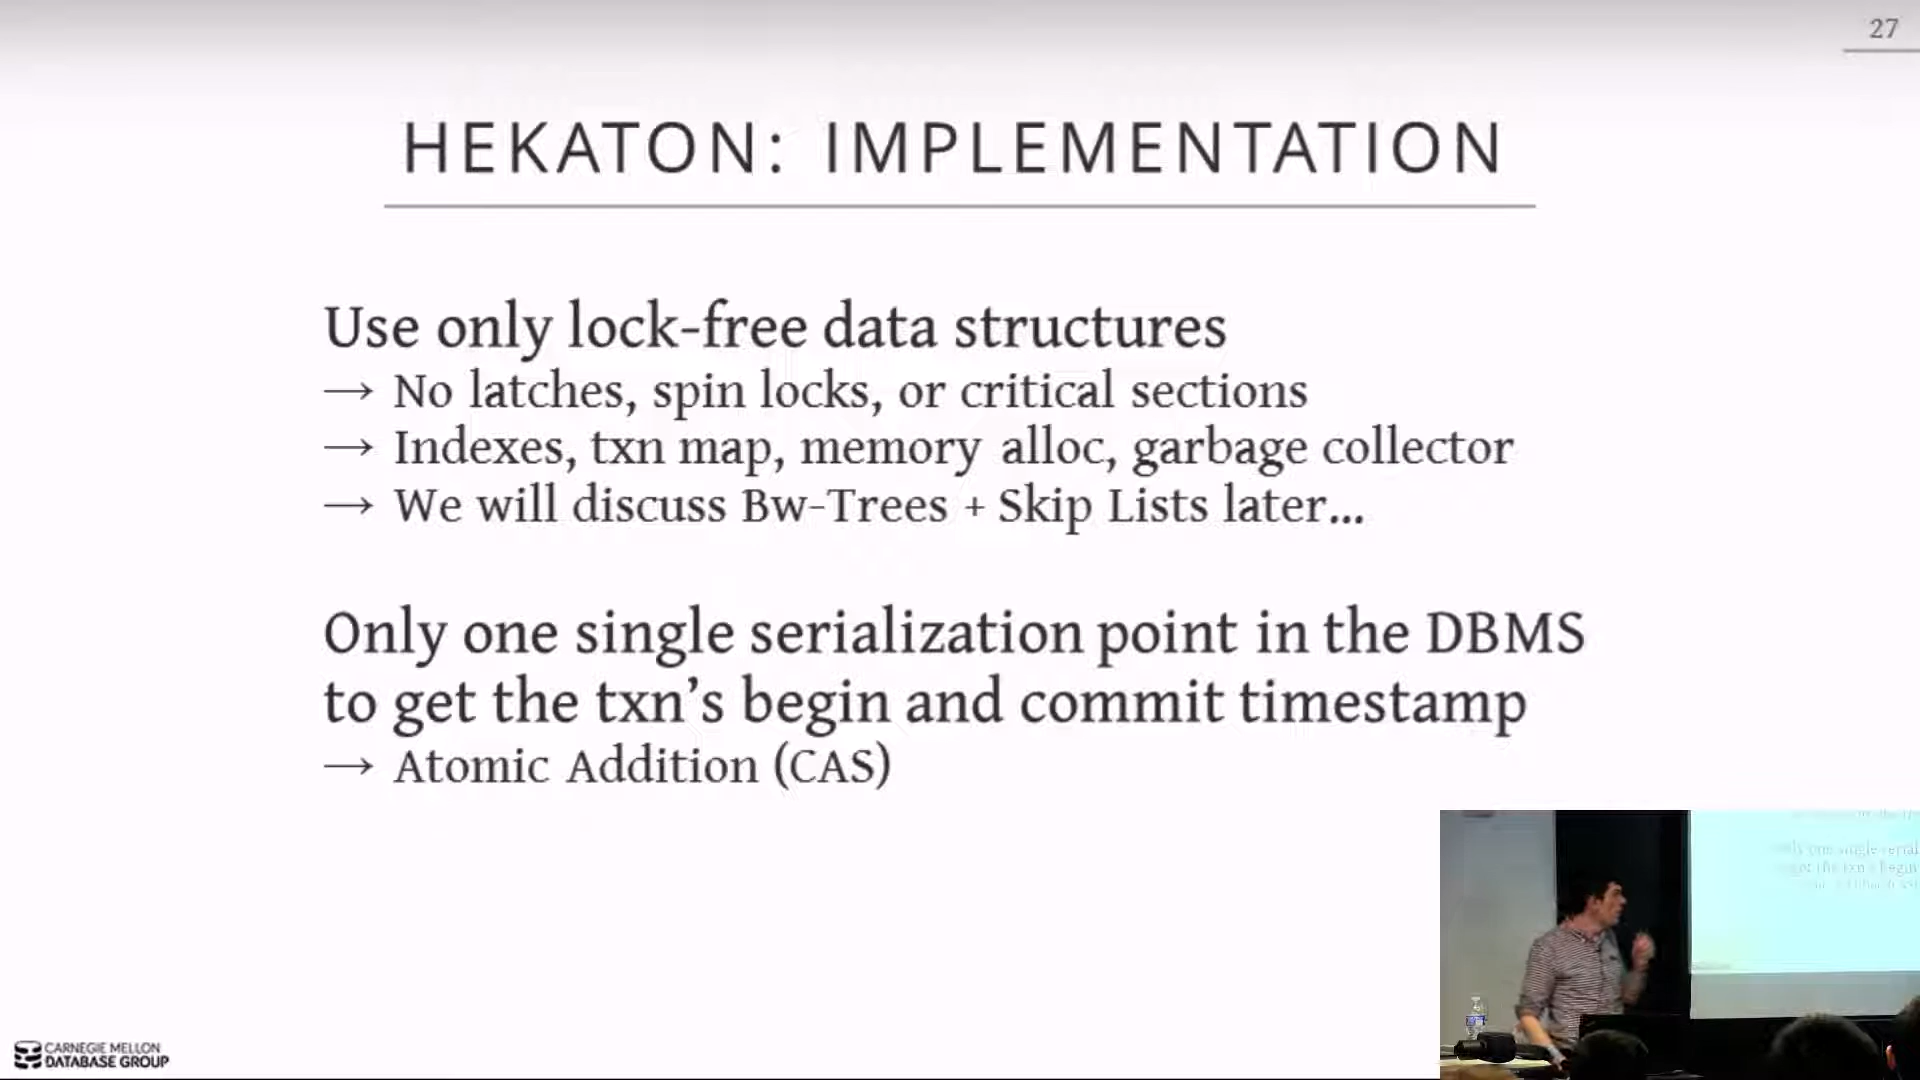 27
HEKATON: IMPLEMENTATION
Use only lock-free data structures
→ No latches, spin locks, or critical sections
→ Indexes, txn map, memory alloc, garbage collector
→ We will discuss Bw-Trees + Skip Lists later…
Only one single serialization point in the DBMS
to get the txn’s begin and commit timestamp
→ Atomic Addition (CAS)
CARNEGIE MELLON
DATABASE GROUP